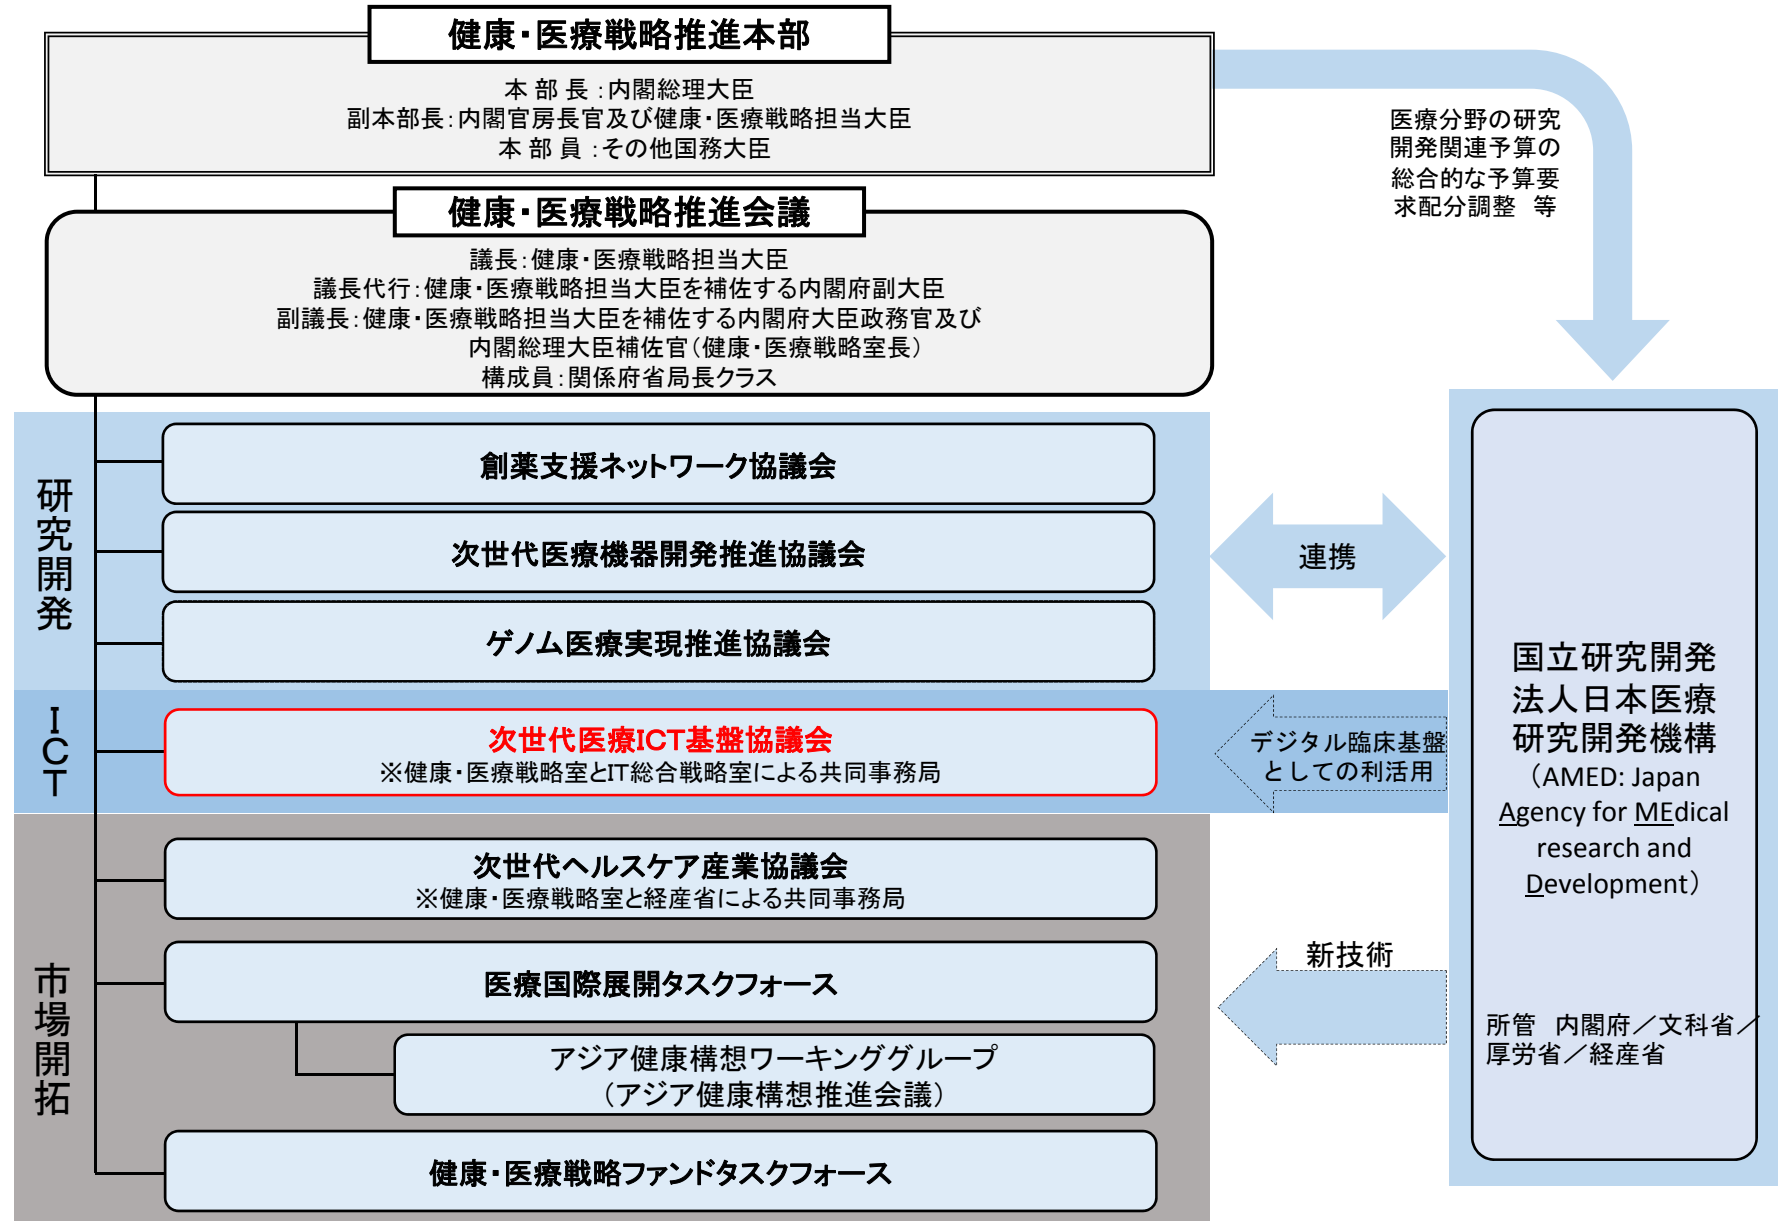 健康・医療戦略推進本部
本 部 長 ：内閣総理大臣
副本部長：内閣官房長官及び健康・医療戦略担当大臣
本 部 員 ：その他国務大臣
医療分野の研究
開発関連予算の
総合的な予算要
求配分調整　等
健康・医療戦略推進会議
議長：健康・医療戦略担当大臣
議長代行：健康・医療戦略担当大臣を補佐する内閣府副大臣
副議長：健康・医療戦略担当大臣を補佐する内閣府大臣政務官及び
内閣総理大臣補佐官（健康・医療戦略室長）
構成員：関係府省局長クラス
研究開発
創薬支援ネットワーク協議会
次世代医療機器開発推進協議会
ゲノム医療実現推進協議会
連携
ICT
次世代医療ICT基盤協議会
※健康・医療戦略室とIT総合戦略室による共同事務局
デジタル臨床基盤
としての利活用
市場開拓
次世代ヘルスケア産業協議会
※健康・医療戦略室と経産省による共同事務局
医療国際展開タスクフォース
アジア健康構想ワーキンググループ
（アジア健康構想推進会議）
健康・医療戦略ファンドタスクフォース
新技術
国立研究開発
法人日本医療
研究開発機構
（AMED: Japan
Agency for MEdical
research and
Development）
所管　内閣府／文科省／
厚労省／経産省